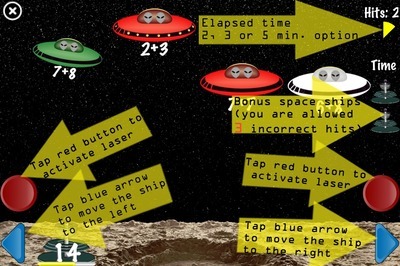 Elapsed time
2, 3 or 5 min. option
Hits: 2
2+3
7+8
7+7
Time
Bonus space ships
(you are allowed
3 incorrect hits)
Tap red button to
activate laser
Tap red button to
activate laser
Tap blue arrow
to move the ship
to the left
Tap blue arrow
to move the ship
to the right
14